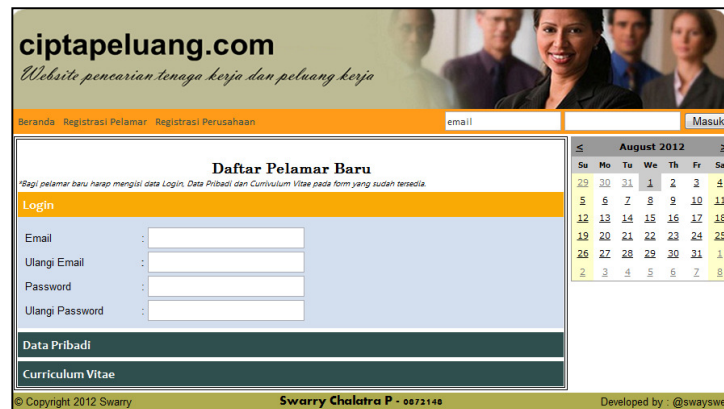 ciptapeluang.com
Website pencarian tenaga kerja dan peluang kerja
Beranda Registrasi Pelamar Registrasi Perusahaan email Masuk
Daftar Pelamar Baru
*Bagi pelamar baru harap mengisi data Login, Data Pribadi dan Currivulum Vitae pada form yang sudah tersedia.
Login
Email :
Ulangi Email :
Password :
Ulangi Password :
Data Pribadi
Curriculum Vitae
< August 2012 >
Su Mo Tu We Th Fr Sa
29 30 31 1 2 3 4
5 6 7 8 9 10 11
12 13 14 15 16 17 18
19 20 21 22 23 24 25
26 27 28 29 30 31 1
2 3 4 5 6 7 8
© Copyright 2012 Swarry Swarry Chalatra P - 0872148 Developed by : @swayswe